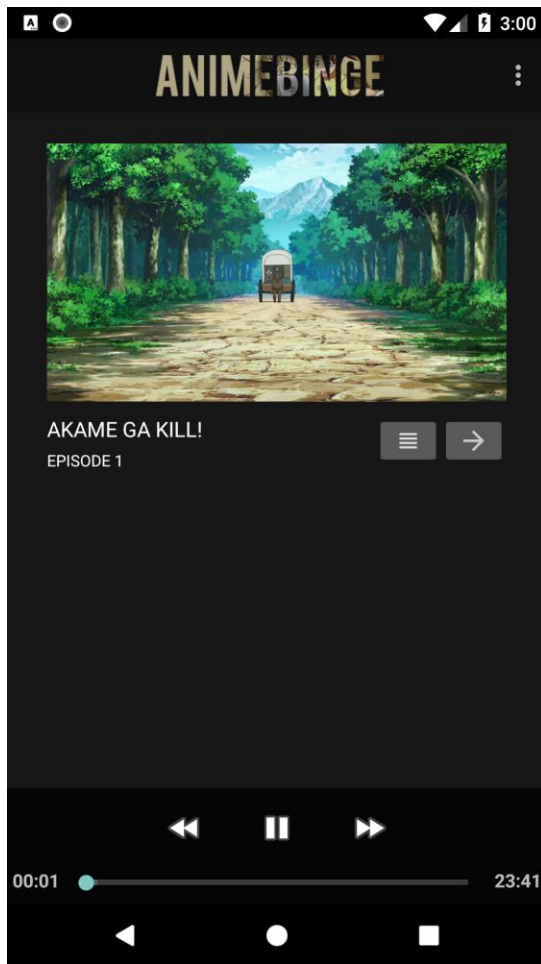 A
3:00
ANIMEBINGE
AKAME GA KILL!
EPISODE 1
00:01
23:41